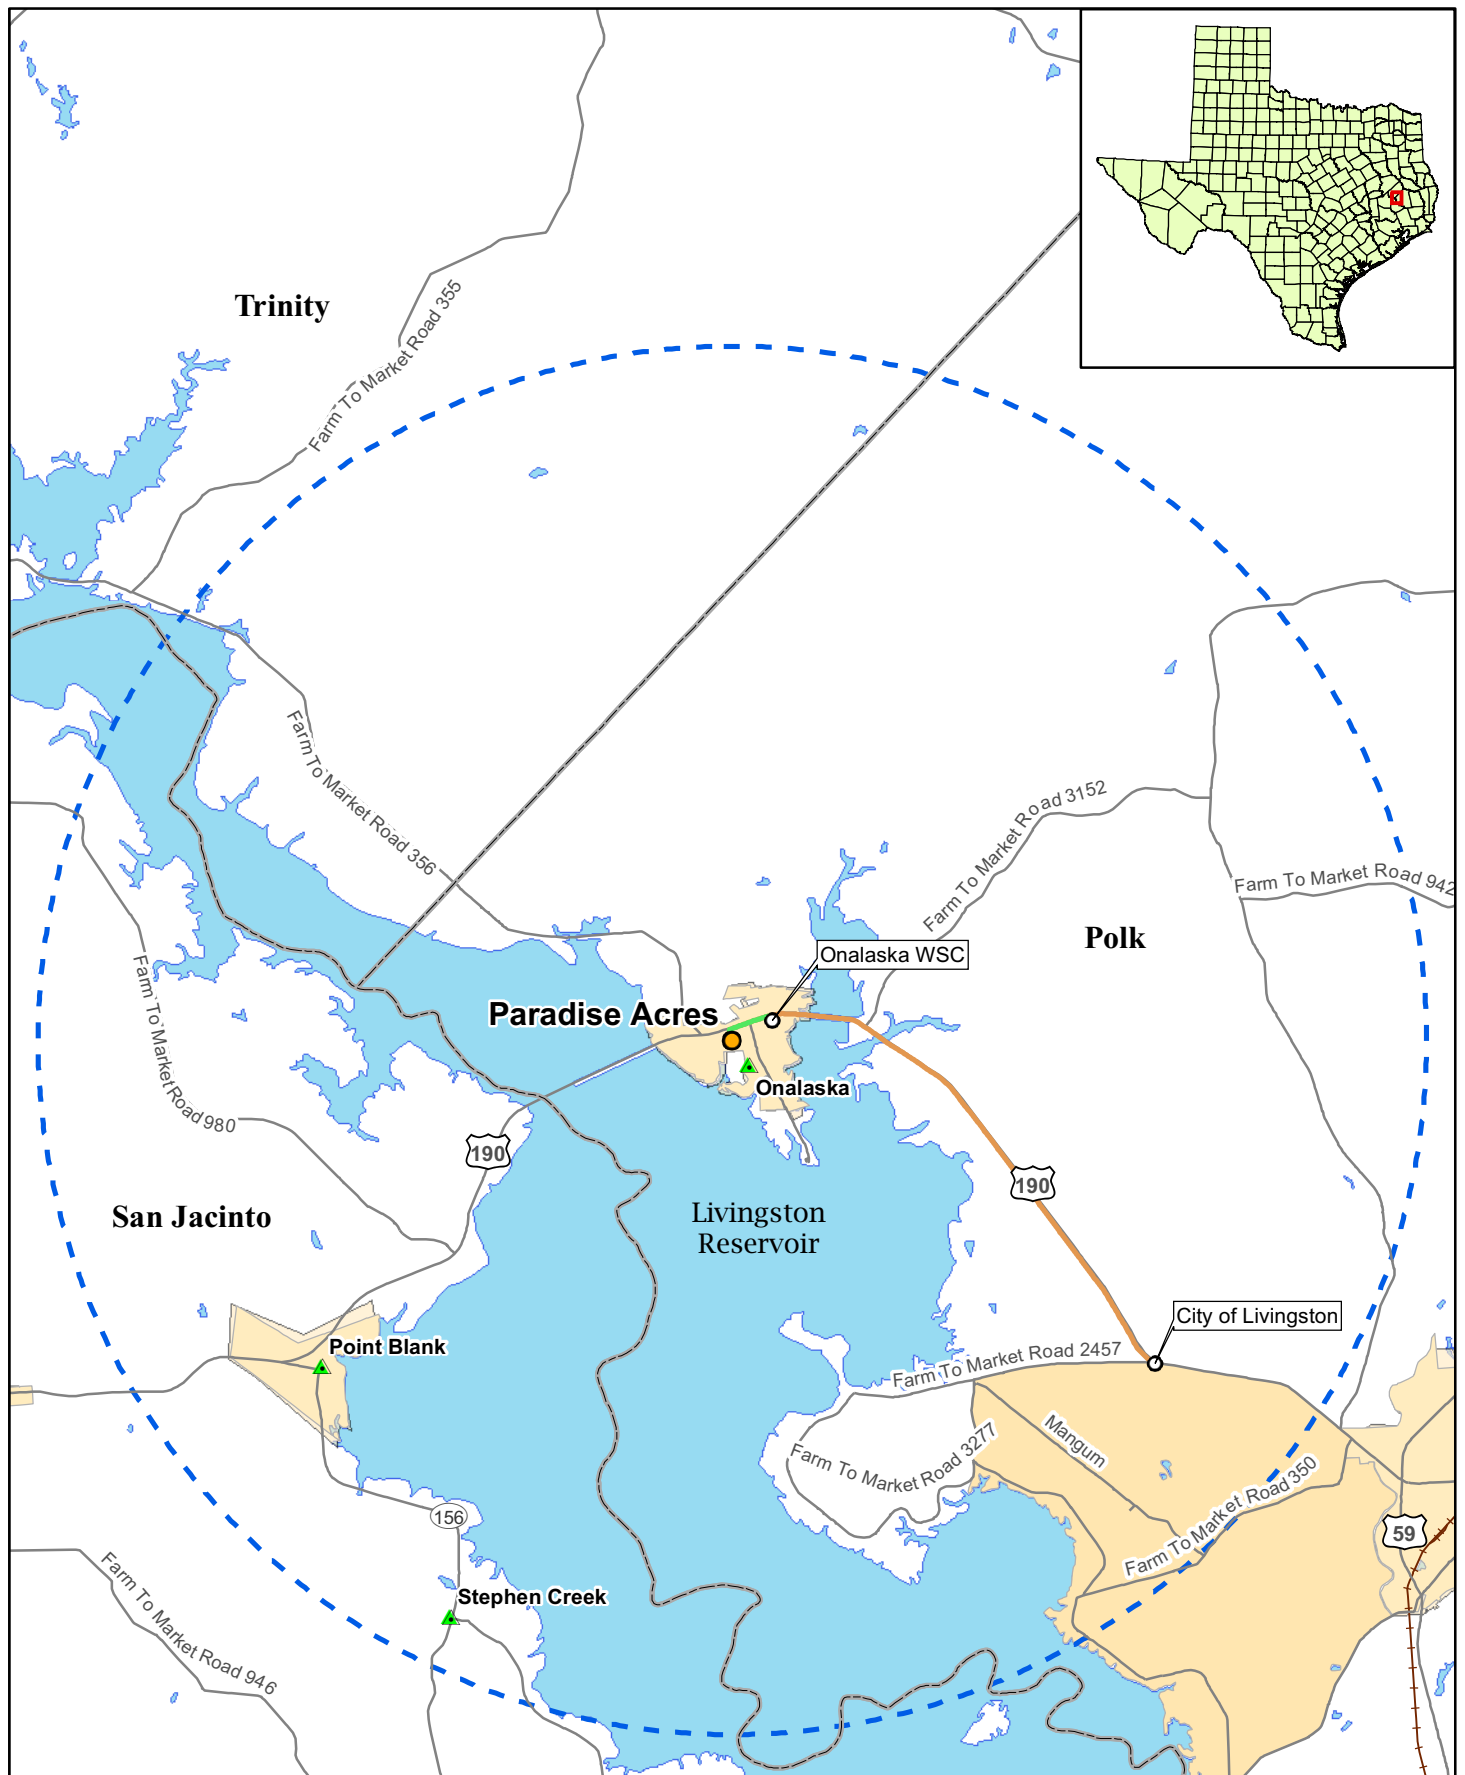 Trinity
Farm To Market Road 355
Farm To Market Road 356
Farm To Market Road 3152
Farm To Market Road 942
Polk
Onalaska WSC
Paradise Acres
Onalaska
Farm To Market Road 980
190
190
San Jacinto
Livingston
Reservoir
City of Livingston
Point Blank
Farm To Market Road 2457
Mangum
Farm To Market Road 3277
Farm To Market Road 350
156
59
Stephen Creek
Farm To Market Road 946